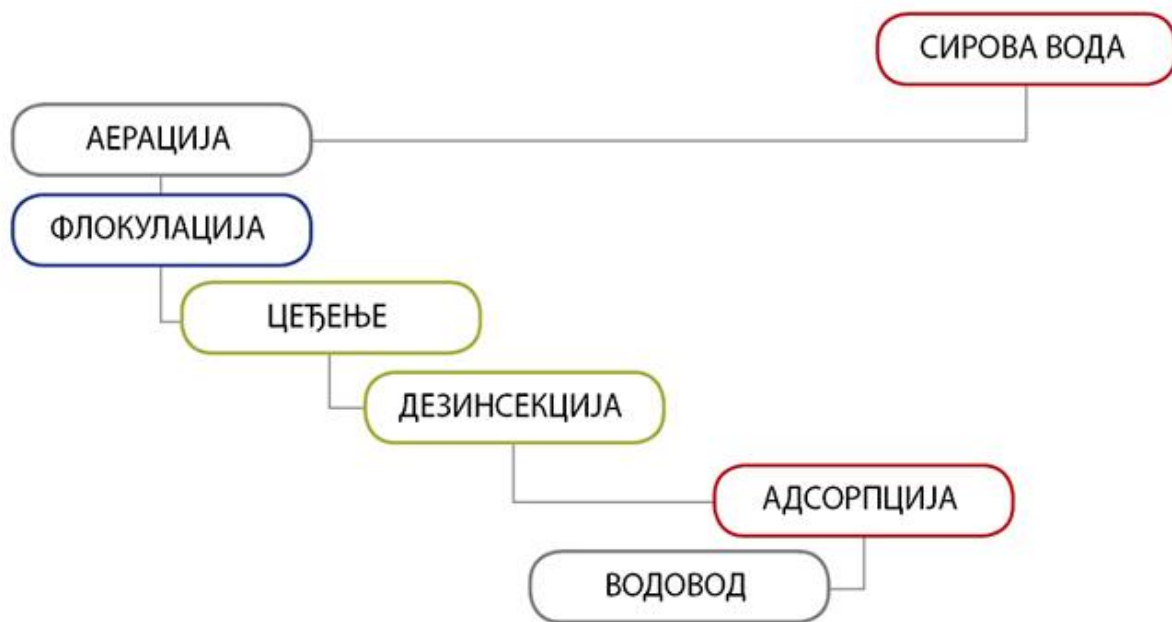 СИРОВА ВОДА
АЕРАЦИЈА
ФЛОКУЛАЦИЈА
ЦЕЂЕЊЕ
ДЕЗИНСЕКЦИЈА
АДСОРПЦИЈА
ВОДОВОД